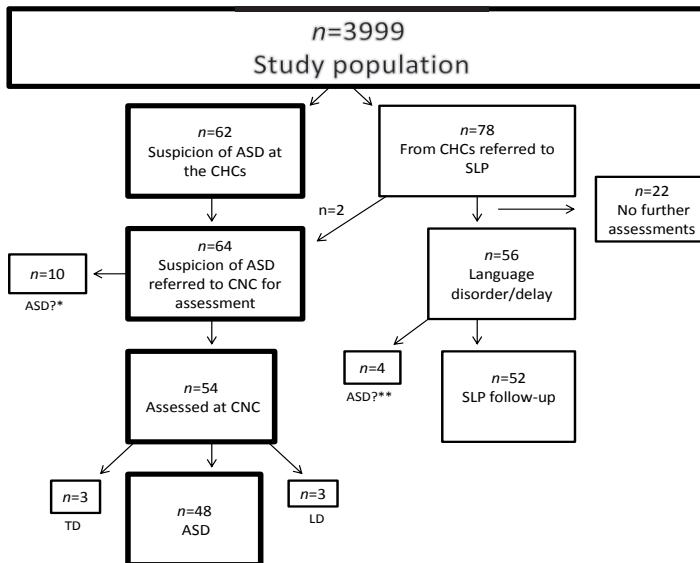 n=3999
Study population
n=62
Suspicion of ASD at
the CHCs
n=78
From CHCs referred to
SLP
n=22
No further
assessments
n=2
n=64
Suspicion of ASD
referred to CNC for
assessment
n=10
ASD?*
n=56
Language
disorder/delay
n=4
ASD?**
n=52
SLP follow-up
n=54
Assessed at CNC
n=3
TD
n=48
ASD
n=3
LD